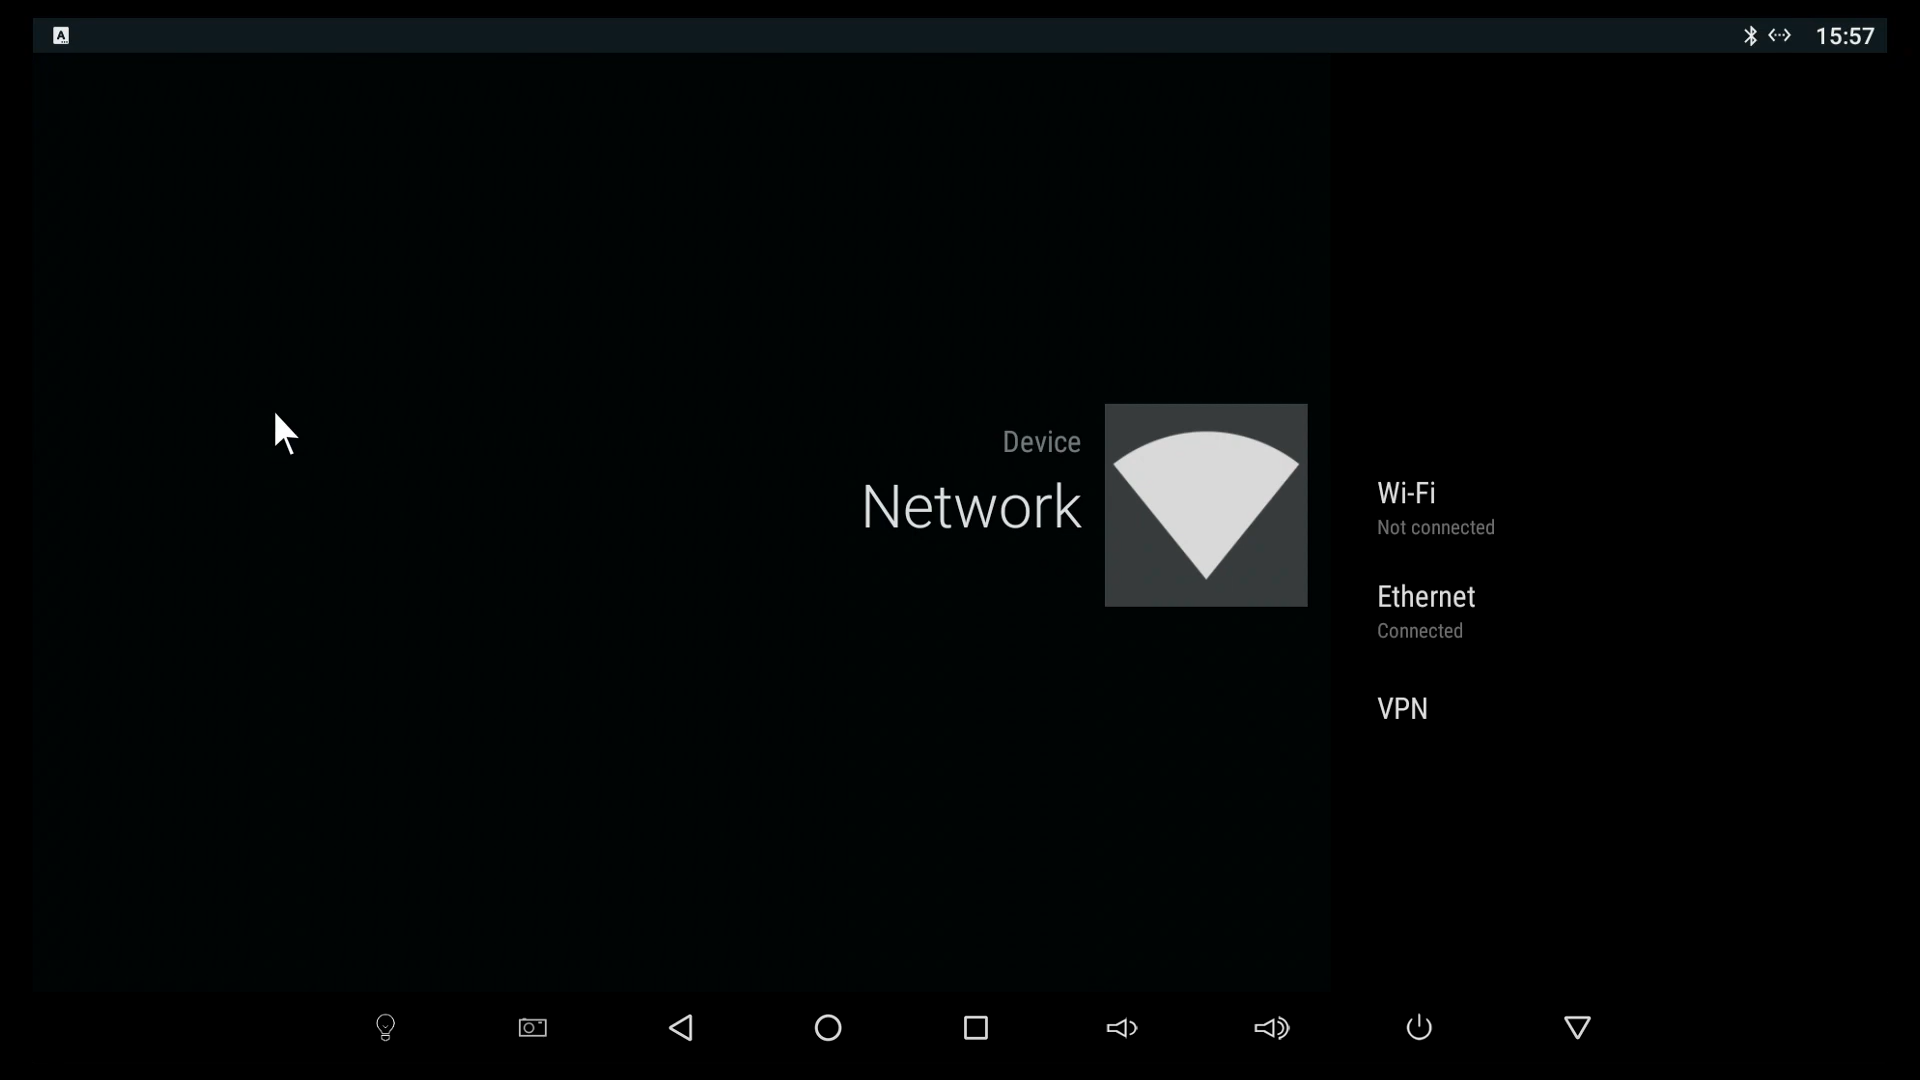 A
15:57
Device
Network
Wi-Fi
Not connected
Ethernet
Connected
VPN